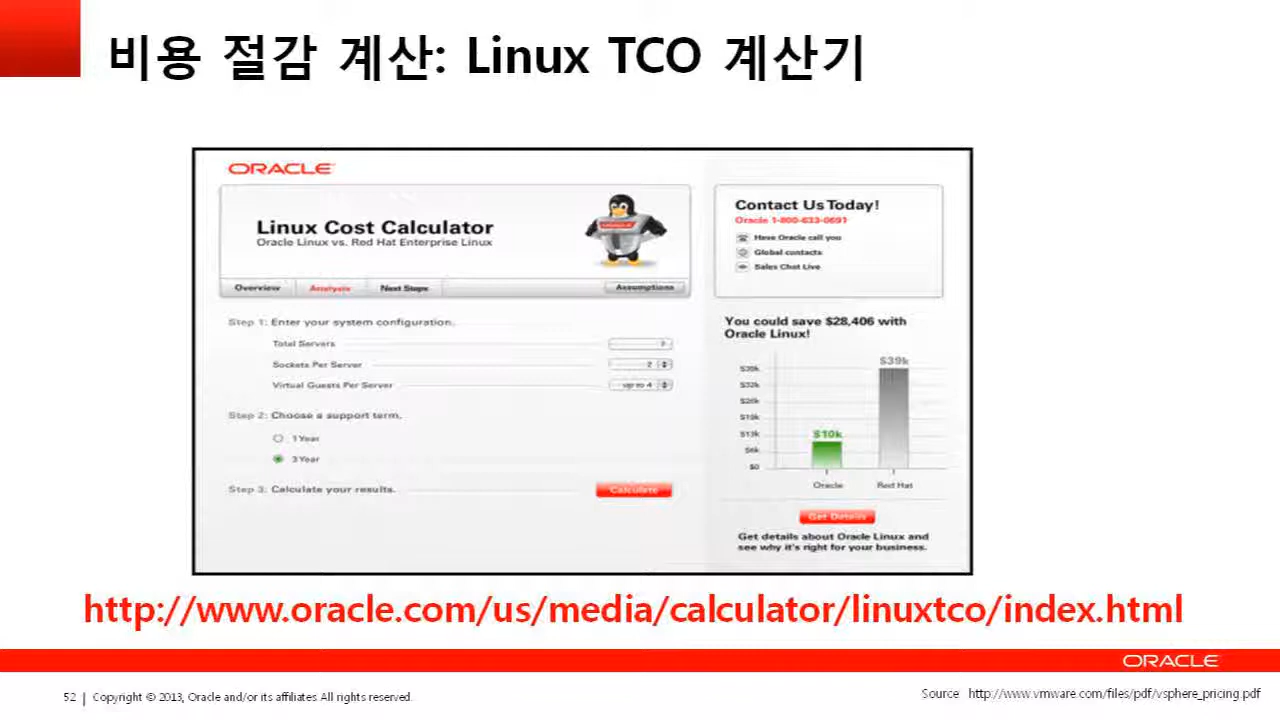 비용 절감 계산: Linux TCO 계산기
ORACLE
Linux Cost Calculator
Oracle Linux vs. Red Hat Enterprise Linux
Overview Analysis Next Steps Assumptions
Step 1: Enter your system configuration.
Total Servers
Sockets Per Server 2
Virtual Guests Per Server up to 4
Step 2: Choose a support term.
1 Year
3 Year
Step 3: Calculate your results.
Calculate
Contact Us Today!
Oracle 1-800-633-0691
Have Oracle call you
Global contacts
Sales Chat Live
You could save $28,406 with
Oracle Linux!
$39k
$32k
$26k
$19k
$13k
$6k
$0
$10k
$39k
Oracle Red Hat
Get Details
Get details about Oracle Linux and
see why it's right for your business.
http://www.oracle.com/us/media/calculator/linuxtco/index.html
ORACLE
52 | Copyright © 2013, Oracle and/or its affiliates. All rights reserved.
Source: http://www.vmware.com/files/pdf/vsphere_pricing.pdf